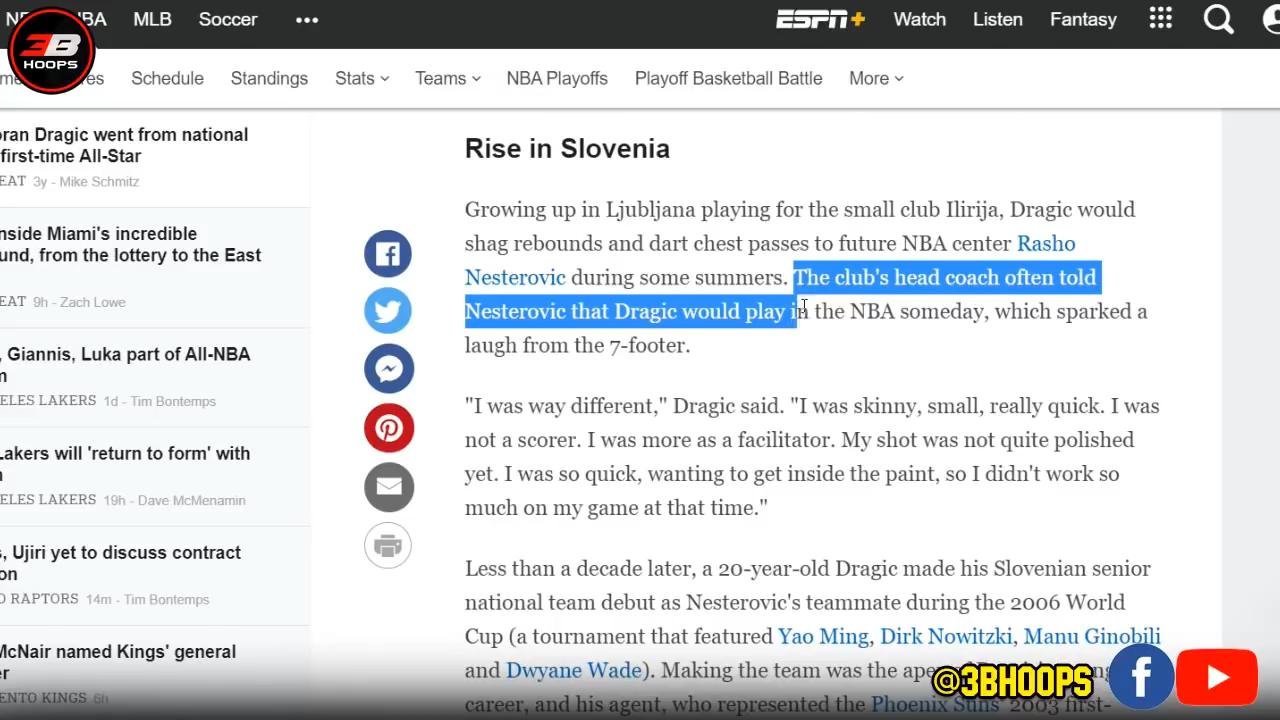 NBA
MLB
Soccer
•••
ESPN+
Watch
Listen
Fantasy
3B
HOOPS
Schedule
Standings
Stats
Teams
NBA Playoffs
Playoff Basketball Battle
More
oran Dragic went from national
first-time All-Star
EAT 3y - Mike Schmitz
nside Miami's incredible
und, from the lottery to the East
EAT 9h - Zach Lowe
, Giannis, Luka part of All-NBA
m
ELES LAKERS 1d - Tim Bontemps
Lakers will 'return to form' with
n
ELES LAKERS 19h - Dave McMenamin
s, Ujiri yet to discuss contract
on
O RAPTORS 14m - Tim Bontemps
McNair named Kings' general
er
ENTO KINGS 6h
Rise in Slovenia
Growing up in Ljubljana playing for the small club Ilirija, Dragic would
shag rebounds and dart chest passes to future NBA center Rasho
Nesterovic during some summers. The club's head coach often told
Nesterovic that Dragic would play in the NBA someday, which sparked a
laugh from the 7-footer.
"I was way different," Dragic said. "I was skinny, small, really quick. I was
not a scorer. I was more as a facilitator. My shot was not quite polished
yet. I was so quick, wanting to get inside the paint, so I didn't work so
much on my game at that time."
Less than a decade later, a 20-year-old Dragic made his Slovenian senior
national team debut as Nesterovic's teammate during the 2006 World
Cup (a tournament that featured Yao Ming, Dirk Nowitzki, Manu Ginobili
and Dwyane Wade). Making the team was the
career, and his agent, who represented the Phoenix Suns' 2003 first-
@3BHOOPS